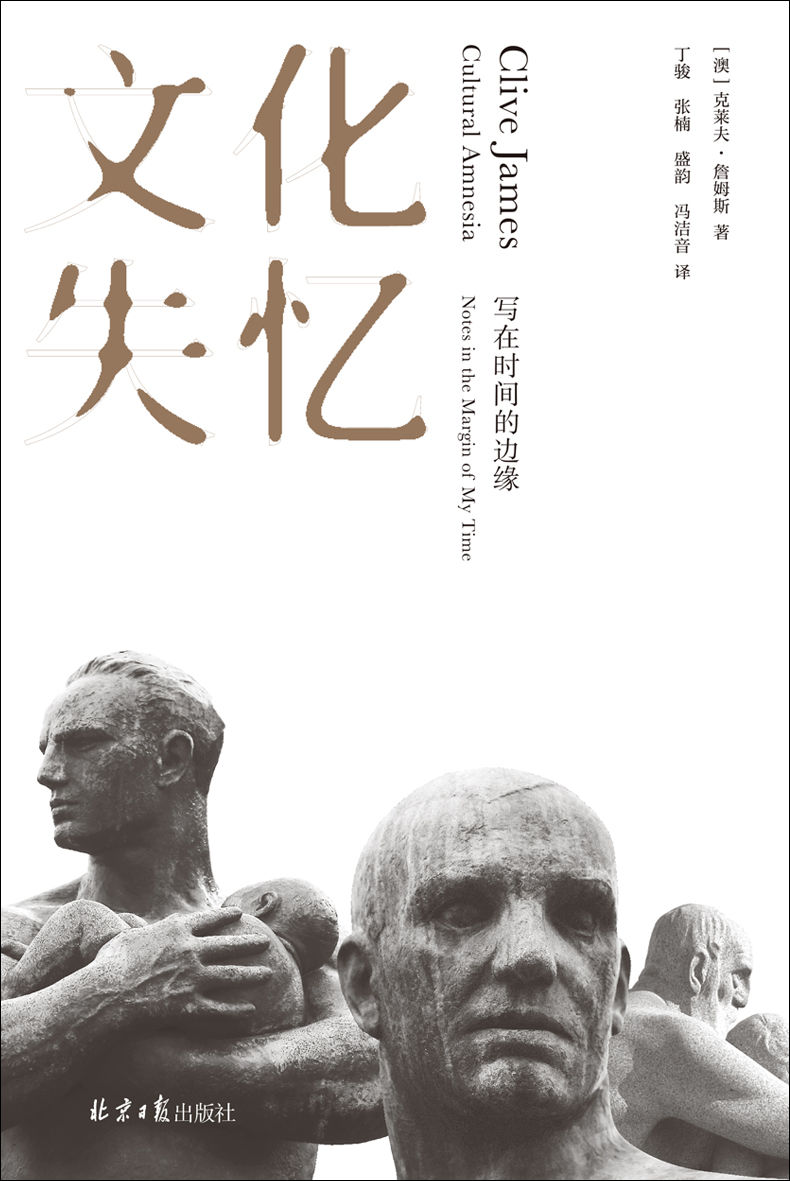 文化
失忆
Clive James
Cultural Amnesia
写在时间的边缘
Notes in the Margin of My Time
[澳] 克莱夫·詹姆斯 著
丁骏 张楠 盛韵 冯洁音 译
北京日报出版社